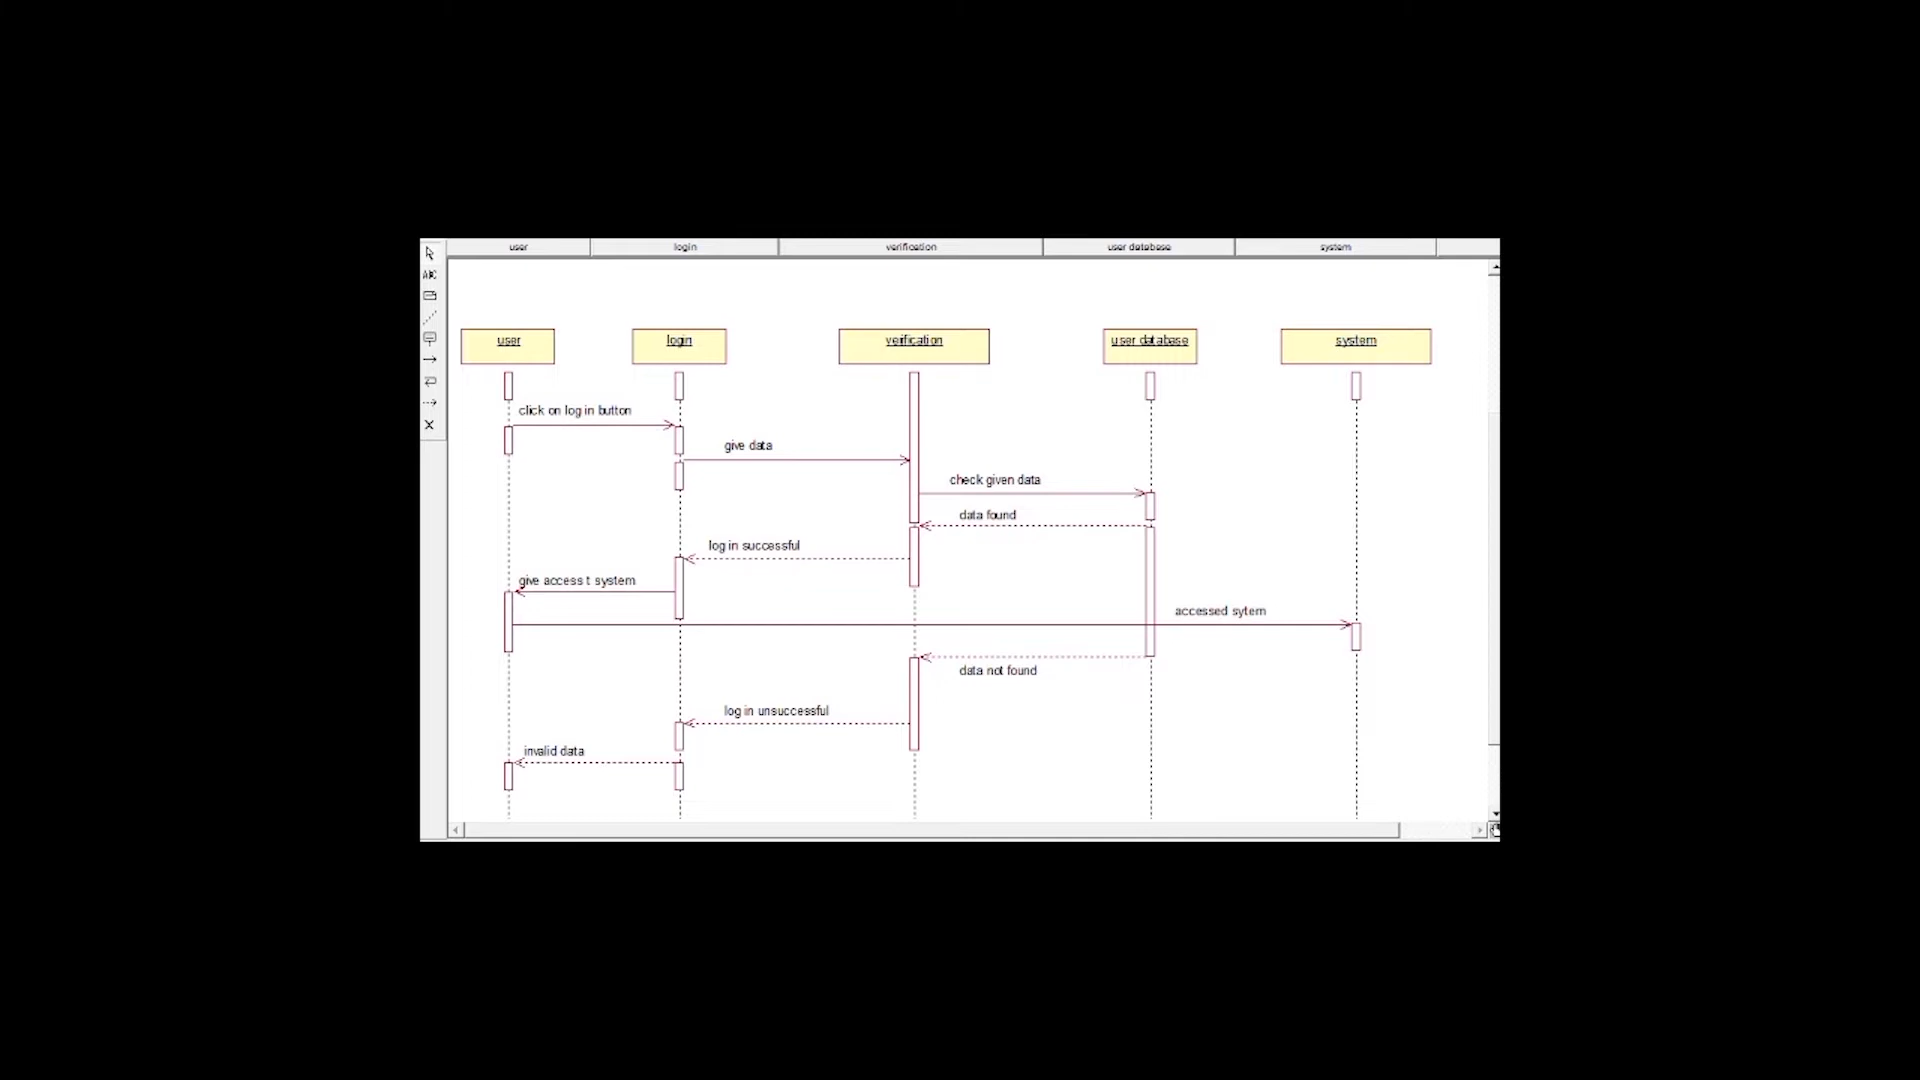 user login verification user database system
ABC
user login verification user database system
click on log in button
give data
check given data
data found
log in successful
give access t system
accessed sytem
data not found
log in unsuccessful
invalid data